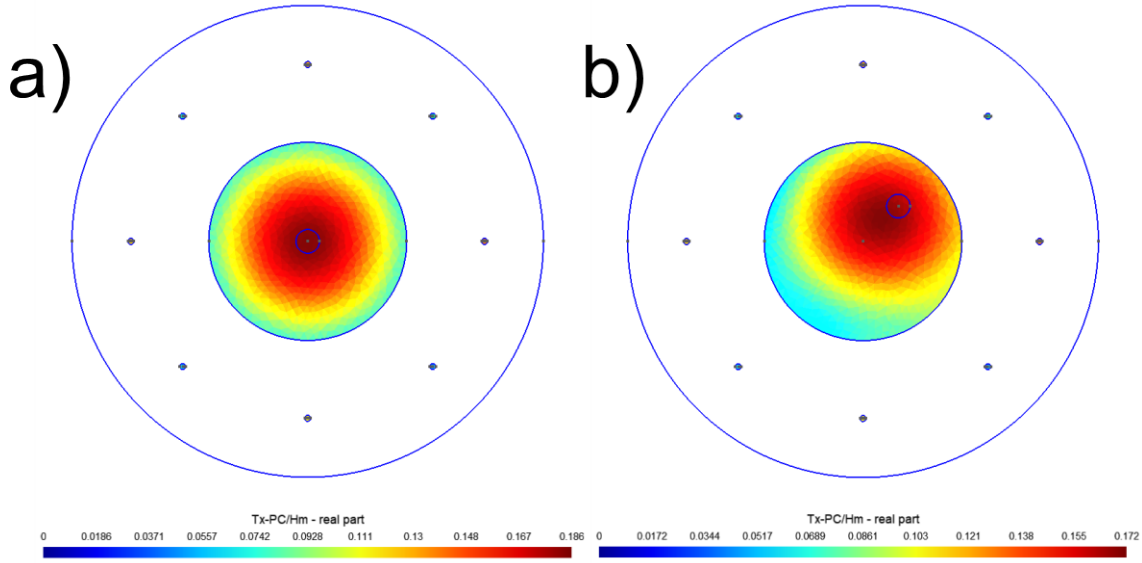 a)
b)
Tx-PC/Hm - real part
0 0.0186 0.0371 0.0557 0.0742 0.0928 0.111 0.13 0.148 0.167 0.186
Tx-PC/Hm - real part
0 0.0172 0.0344 0.0517 0.0689 0.0861 0.103 0.121 0.138 0.155 0.172